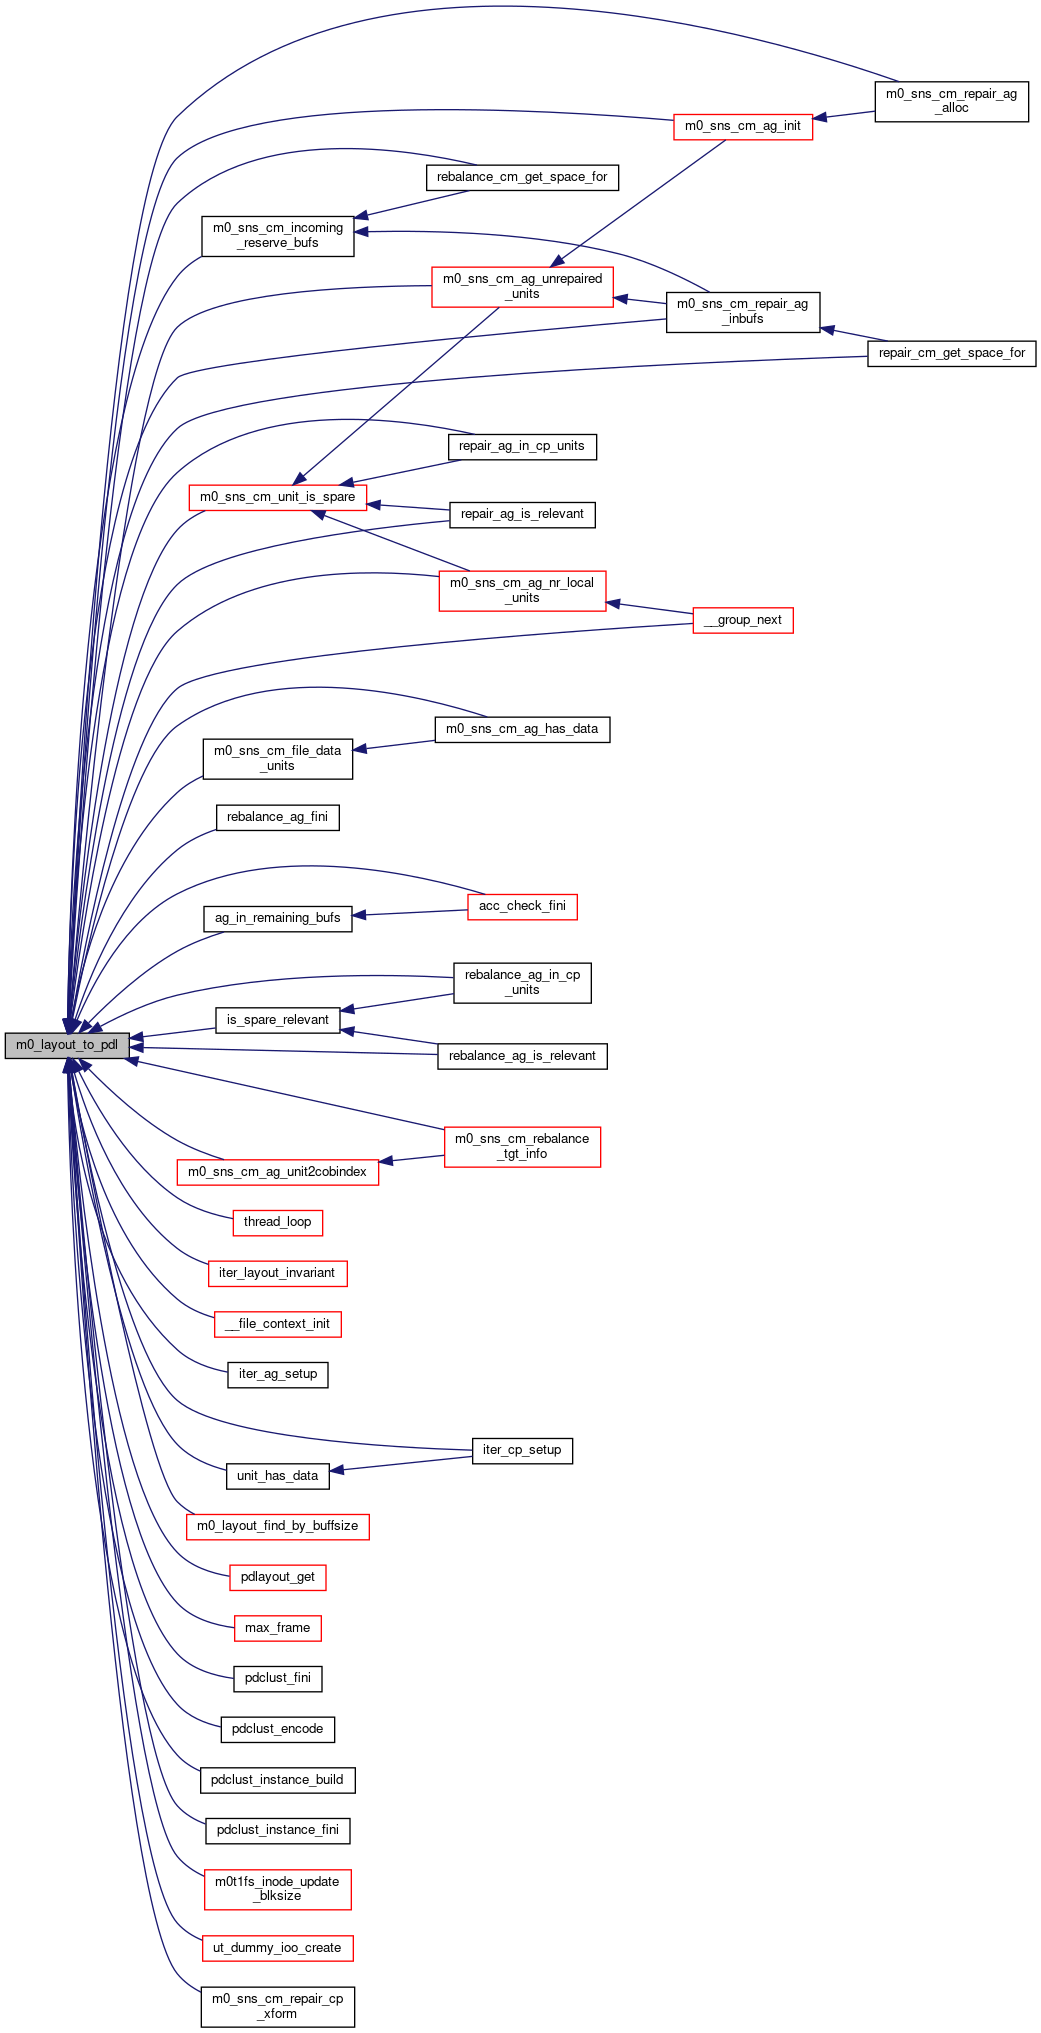 m0_sns_cm_repair_ag
_alloc
m0_sns_cm_ag_init
rebalance_cm_get_space_for
m0_sns_cm_incoming
_reserve_bufs
m0_sns_cm_ag_unrepaired
_units
m0_sns_cm_repair_ag
_inbufs
repair_cm_get_space_for
repair_ag_in_cp_units
m0_sns_cm_unit_is_spare
repair_ag_is_relevant
m0_sns_cm_ag_nr_local
_units
__group_next
m0_sns_cm_ag_has_data
m0_sns_cm_file_data
_units
rebalance_ag_fini
acc_check_fini
ag_in_remaining_bufs
rebalance_ag_in_cp
_units
is_spare_relevant
m0_layout_to_pdl
rebalance_ag_is_relevant
m0_sns_cm_rebalance
_tgt_info
m0_sns_cm_ag_unit2cobindex
thread_loop
iter_layout_invariant
__file_context_init
iter_ag_setup
iter_cp_setup
unit_has_data
m0_layout_find_by_buffsize
pdlayout_get
max_frame
pdclust_fini
pdclust_encode
pdclust_instance_build
pdclust_instance_fini
m0t1fs_inode_update
_blksize
ut_dummy_ioo_create
m0_sns_cm_repair_cp
_xform